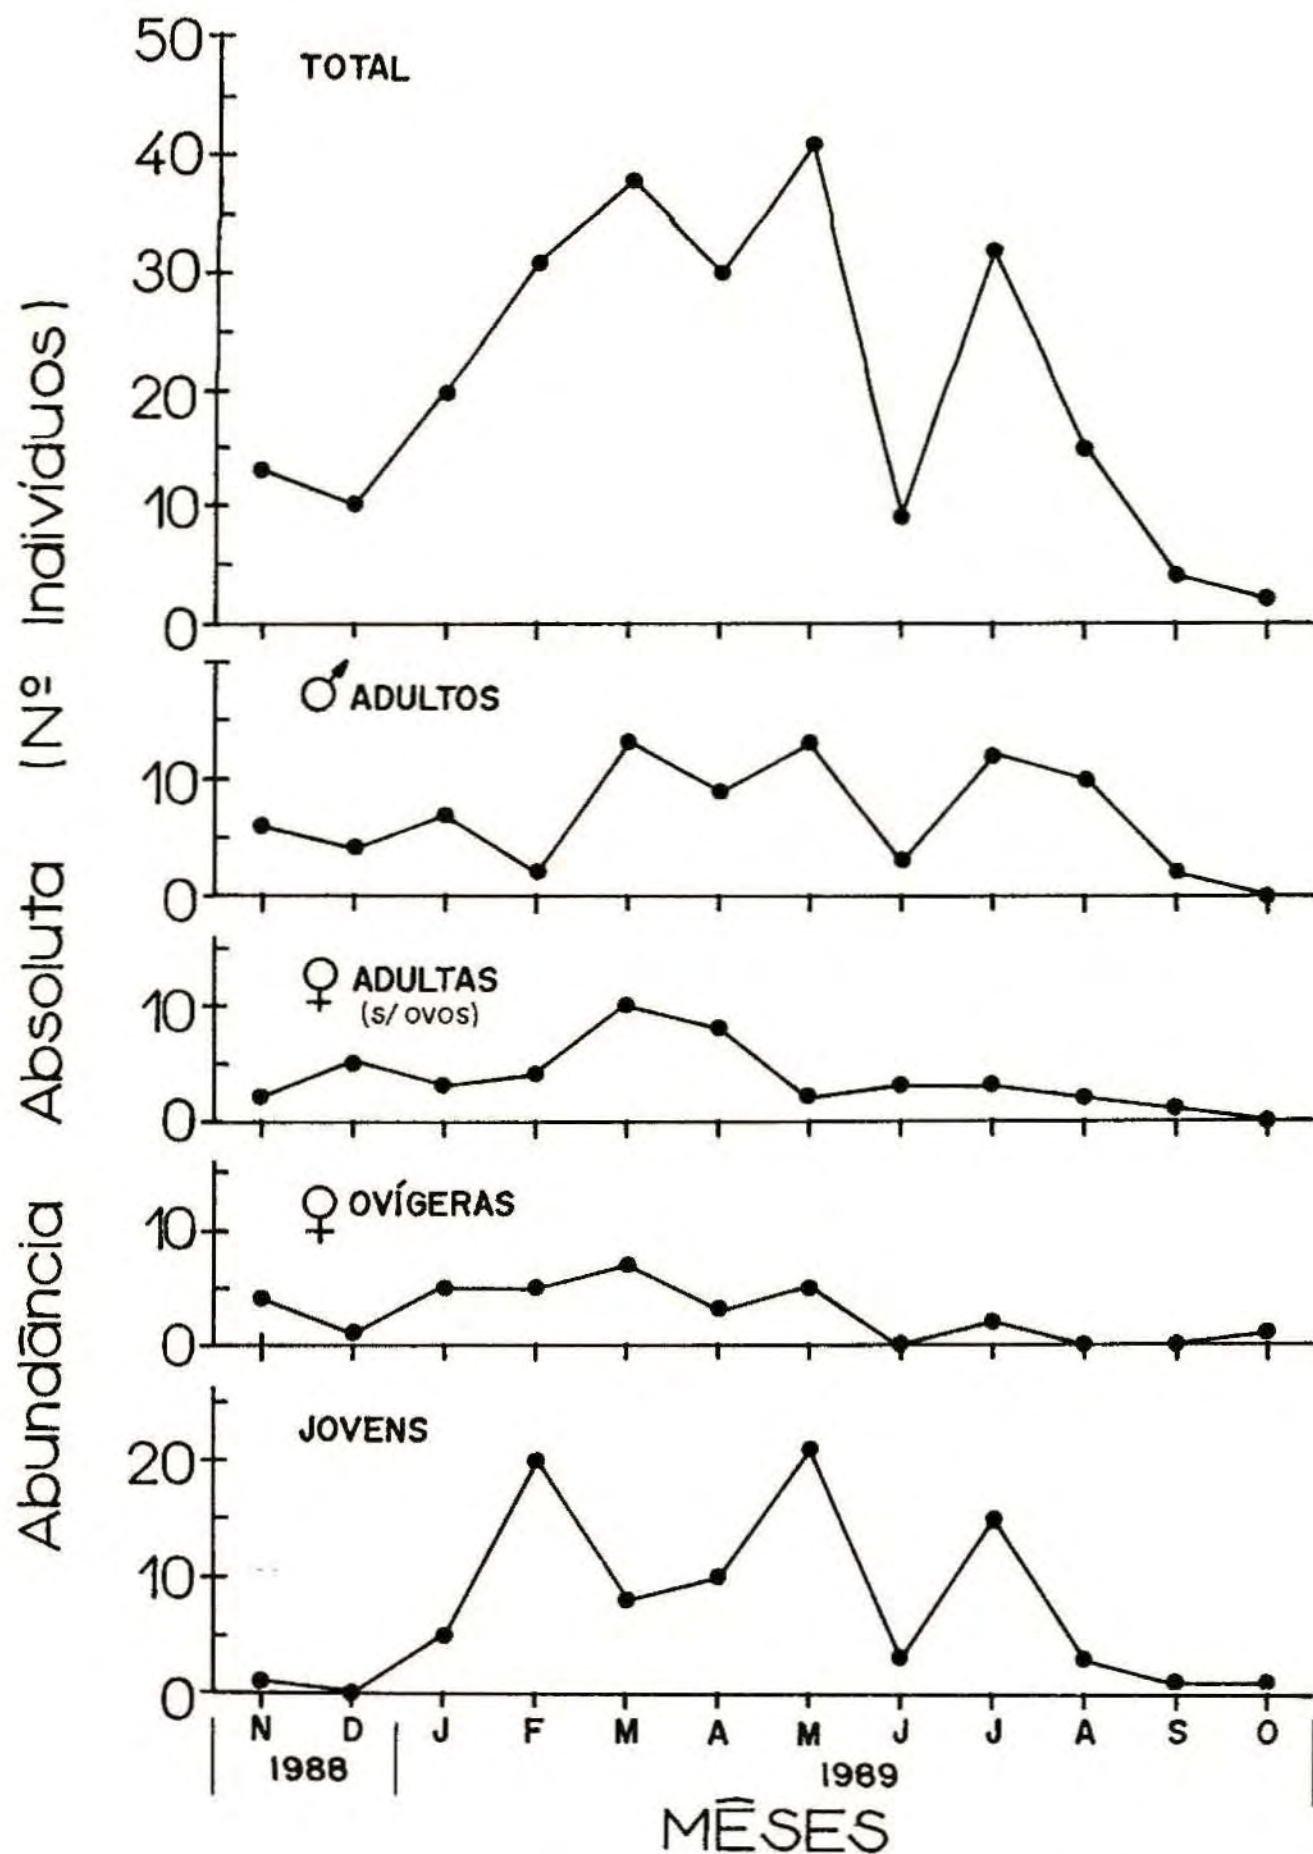 Abundância Absoluta (Nº Indivíduos)
50
40
30
20
10
0
TOTAL
10
0
♂ ADULTOS
10
0
♀ ADULTAS
(s/ovos)
10
0
♀ OVÍGERAS
20
10
0
JOVENS
N D J F M A M J J A S O
1988 1989
MÊSES